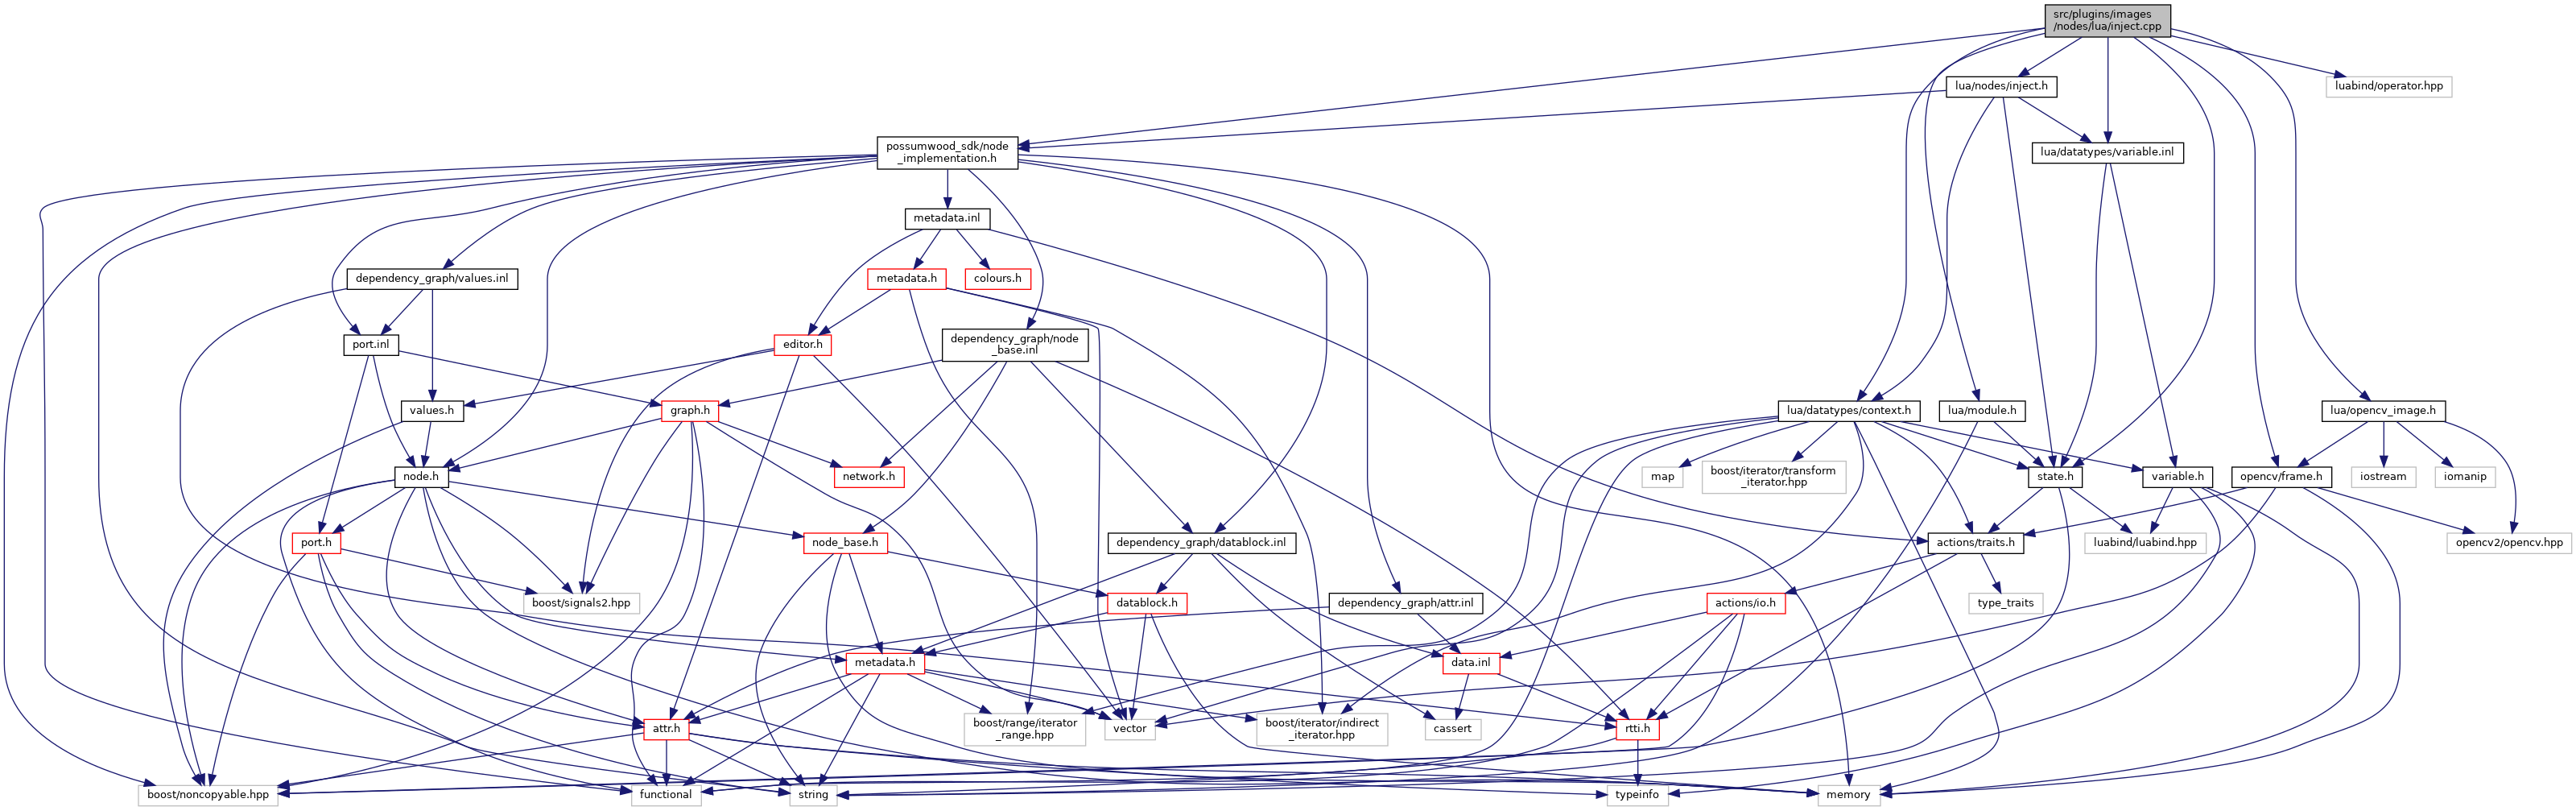 src/plugins/images
/nodes/lua/inject.cpp
lua/nodes/inject.h
luabind/operator.hpp
possumwood_sdk/node
_implementation.h
lua/datatypes/variable.inl
metadata.inl
dependency_graph/values.inl
metadata.h
colours.h
port.inl
editor.h
dependency_graph/node
_base.inl
values.h
graph.h
lua/datatypes/context.h
lua/module.h
lua/opencv_image.h
node.h
network.h
map
boost/iterator/transform
_iterator.hpp
state.h
variable.h
opencv/frame.h
iostream
iomanip
port.h
node_base.h
dependency_graph/datablock.inl
actions/traits.h
luabind/luabind.hpp
opencv2/opencv.hpp
boost/signals2.hpp
datablock.h
dependency_graph/attr.inl
actions/io.h
type_traits
metadata.h
data.inl
attr.h
boost/range/iterator
_range.hpp
vector
boost/iterator/indirect
_iterator.hpp
cassert
rtti.h
boost/noncopyable.hpp
functional
string
typeinfo
memory